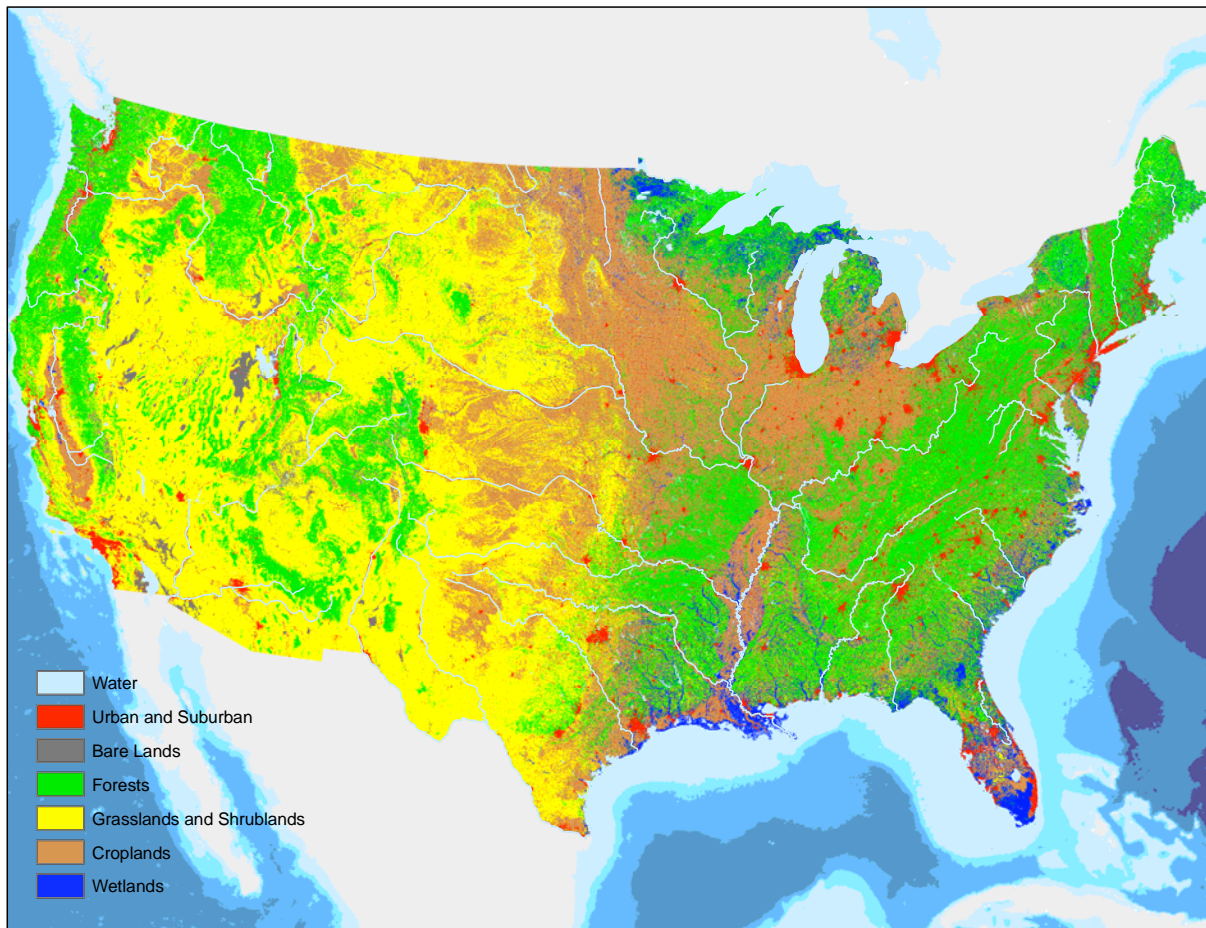 Water
Urban and Suburban
Bare Lands
Forests
Grasslands and Shrublands
Croplands
Wetlands